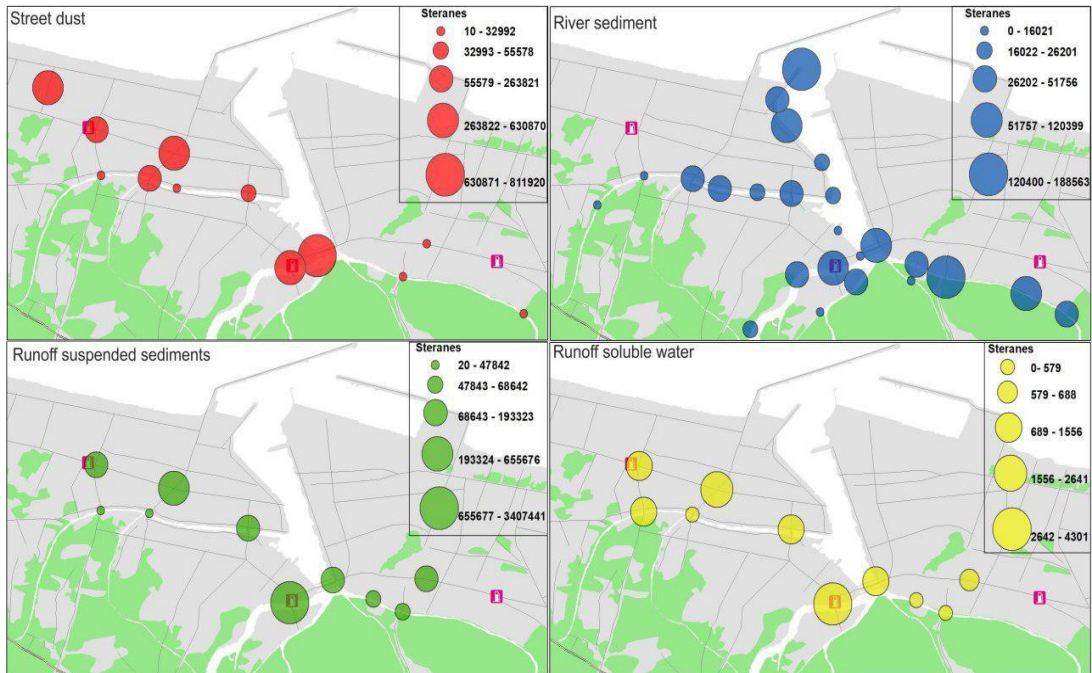 Street dust
Steranes
10 - 32992
32993 - 55578
55579 - 263821
263822 - 630870
630871 - 811920
River sediment
Steranes
0 - 16021
16022 - 26201
26202 - 51756
51757 - 120399
120400 - 188563
Runoff suspended sediments
Steranes
20 - 47842
47843 - 68642
68643 - 193323
193324 - 655676
655677 - 3407441
Runoff soluble water
Steranes
0- 579
579 - 688
689 - 1556
1556 - 2641
2642 - 4301